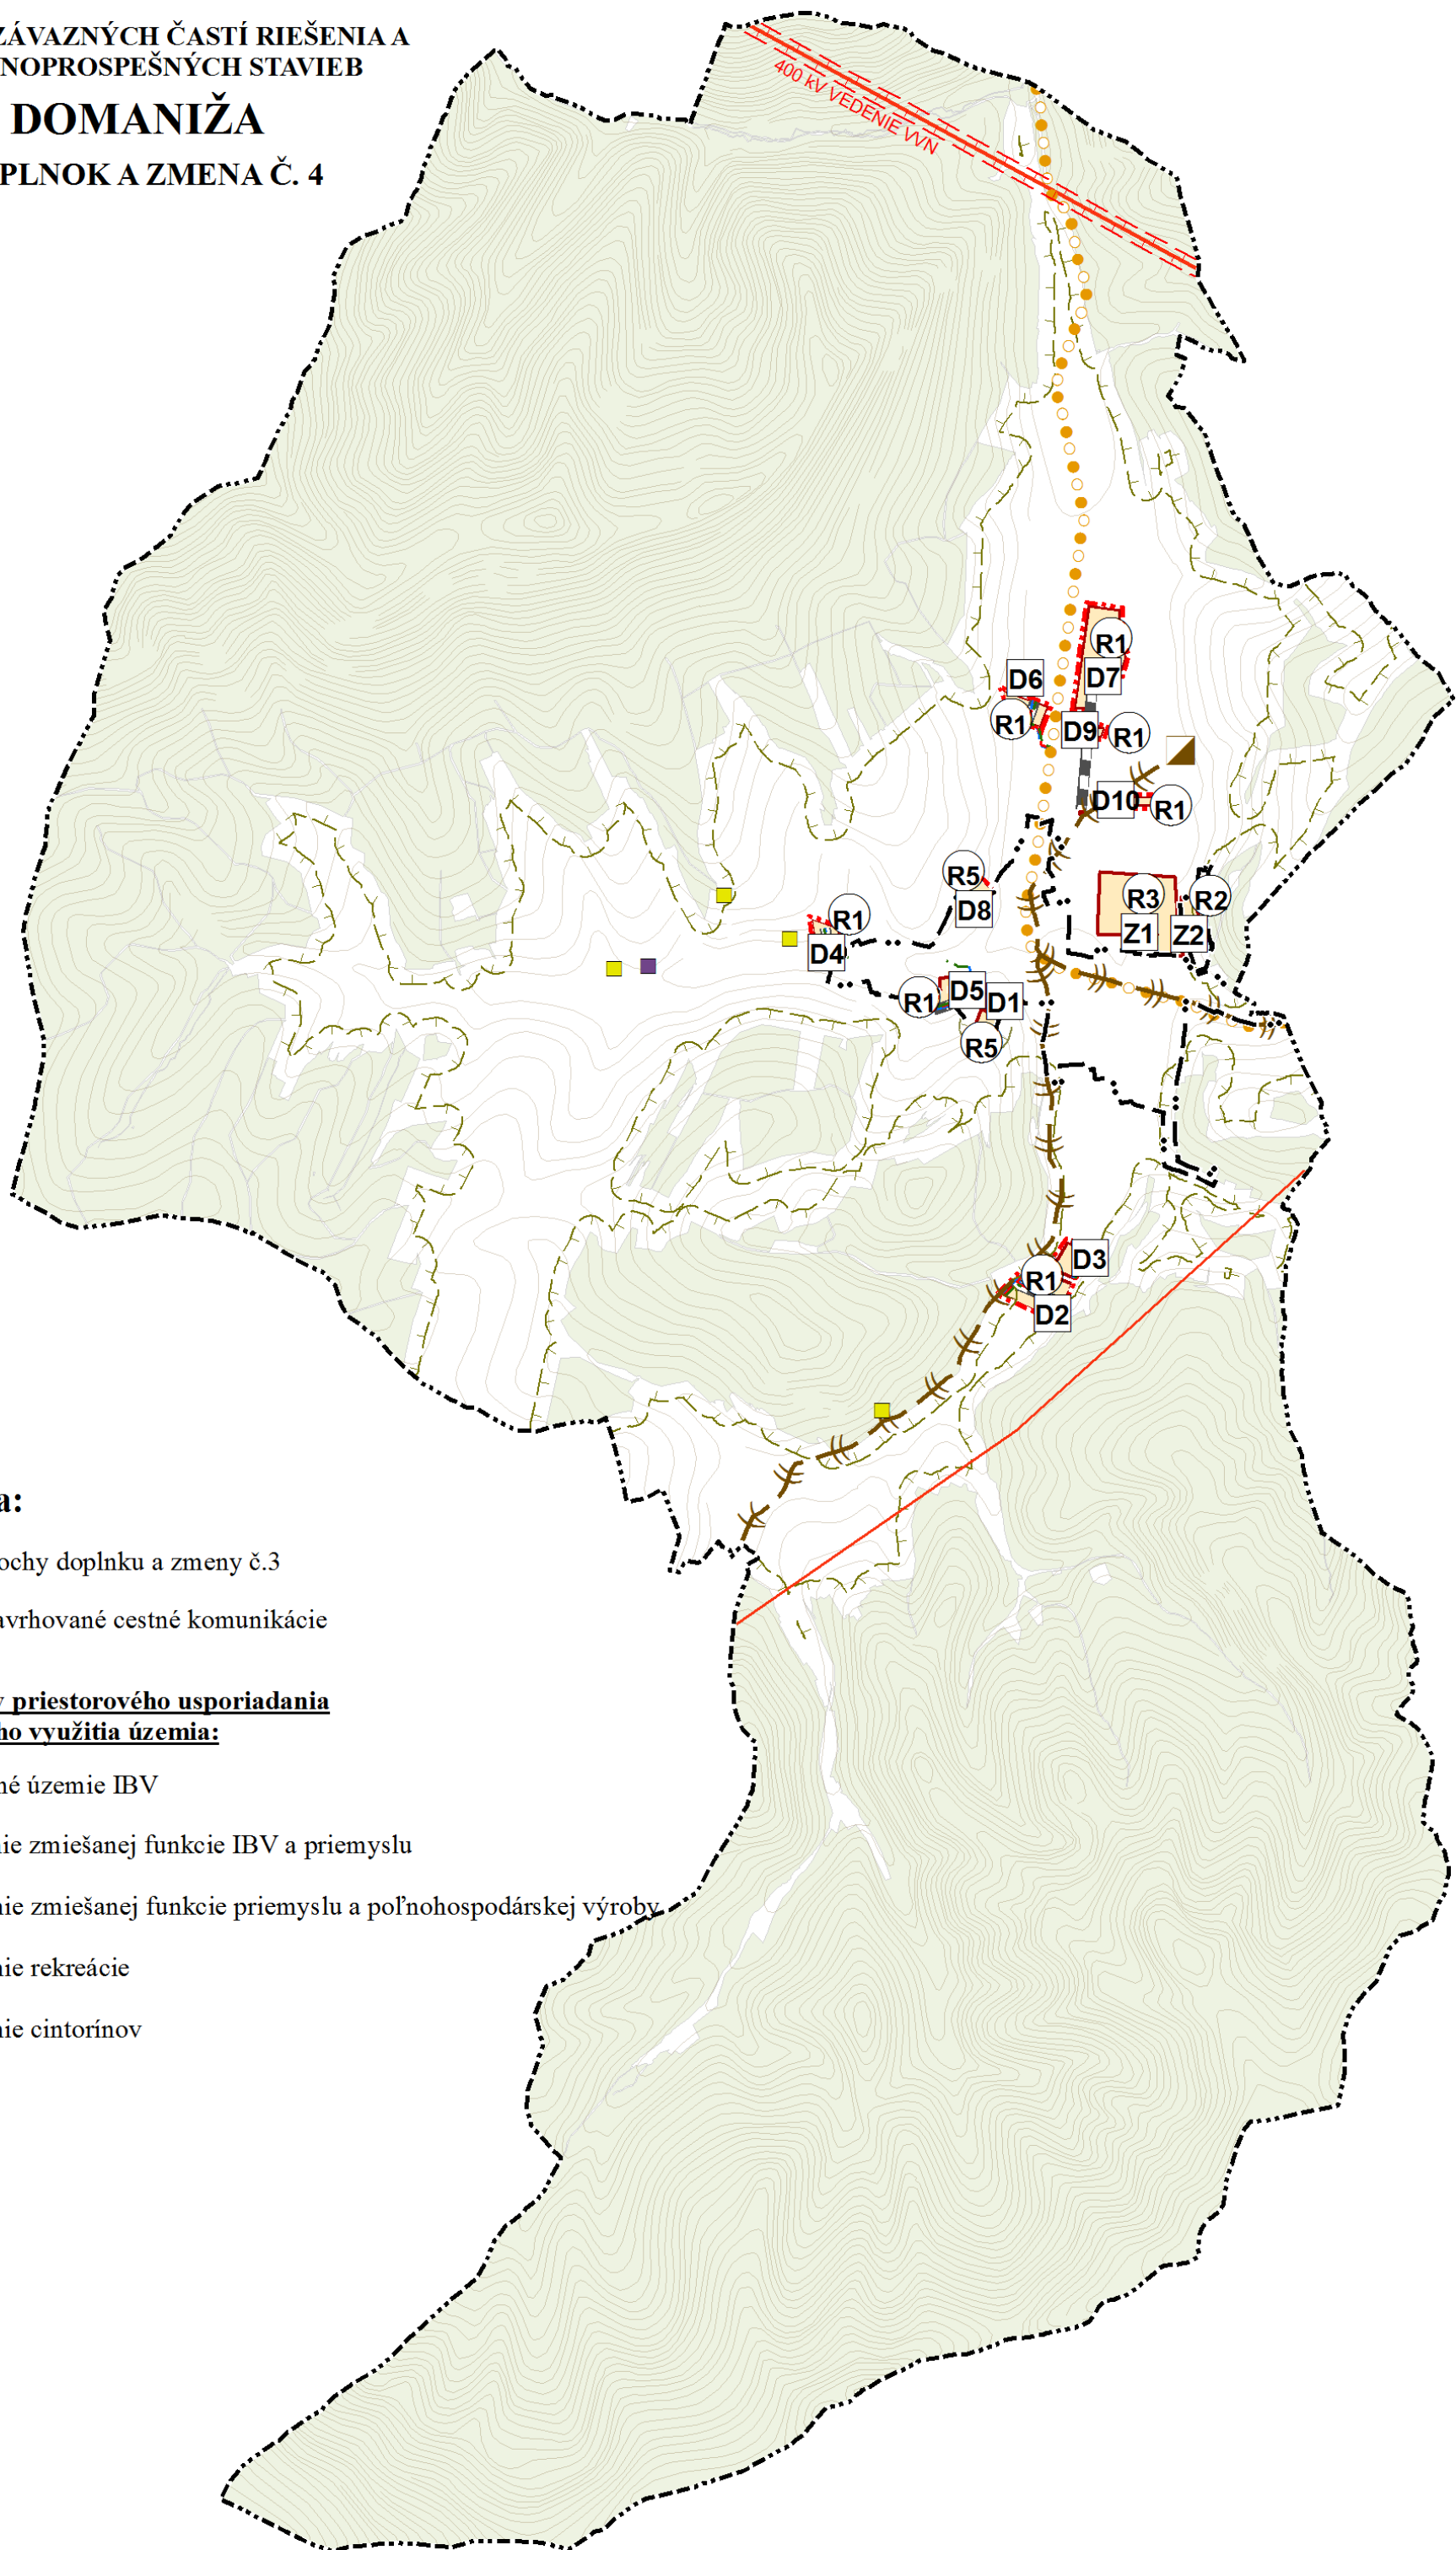 ZÁVAZNÝCH ČASTÍ RIEŠENIA A
NOPROSPEŠNÝCH STAVIEB
DOMANIŽA
PLNOK A ZMENA Č. 4
400 kV VEDENIE VVN
R1
D7
D6
R1
D9
R1
D10
R1
R5
D8
R3
R2
Z1
Z2
R1
D4
R1
D5
D1
R5
D3
R1
D2
a:
ochy doplnku a zmeny č.3
avrhované cestné komunikácie
y priestorového usporiadania
ho využitia územia:
né územie IBV
nie zmiešanej funkcie IBV a priemyslu
nie zmiešanej funkcie priemyslu a poľnohospodárskej výroby
nie rekreácie
nie cintorínov